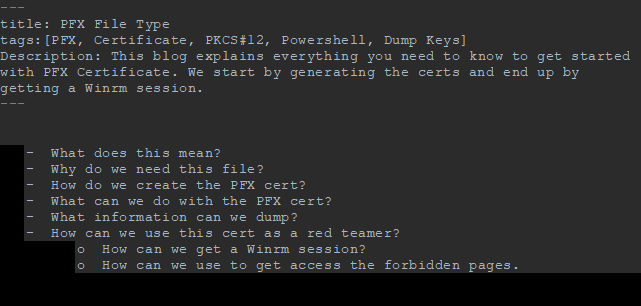 ---
title: PFX File Type
tags:[PFX, Certificate, PKCS#12, Powershell, Dump Keys]
Description: This blog explains everything you need to know to get started
with PFX Certificate. We start by generating the certs and end up by
getting a Winrm session.
---
- What does this mean?
- Why do we need this file?
- How do we create the PFX cert?
- What can we do with the PFX cert?
- What information can we dump?
- How can we use this cert as a red teamer?
o How can we get a Winrm session?
o How can we use to get access the forbidden pages.